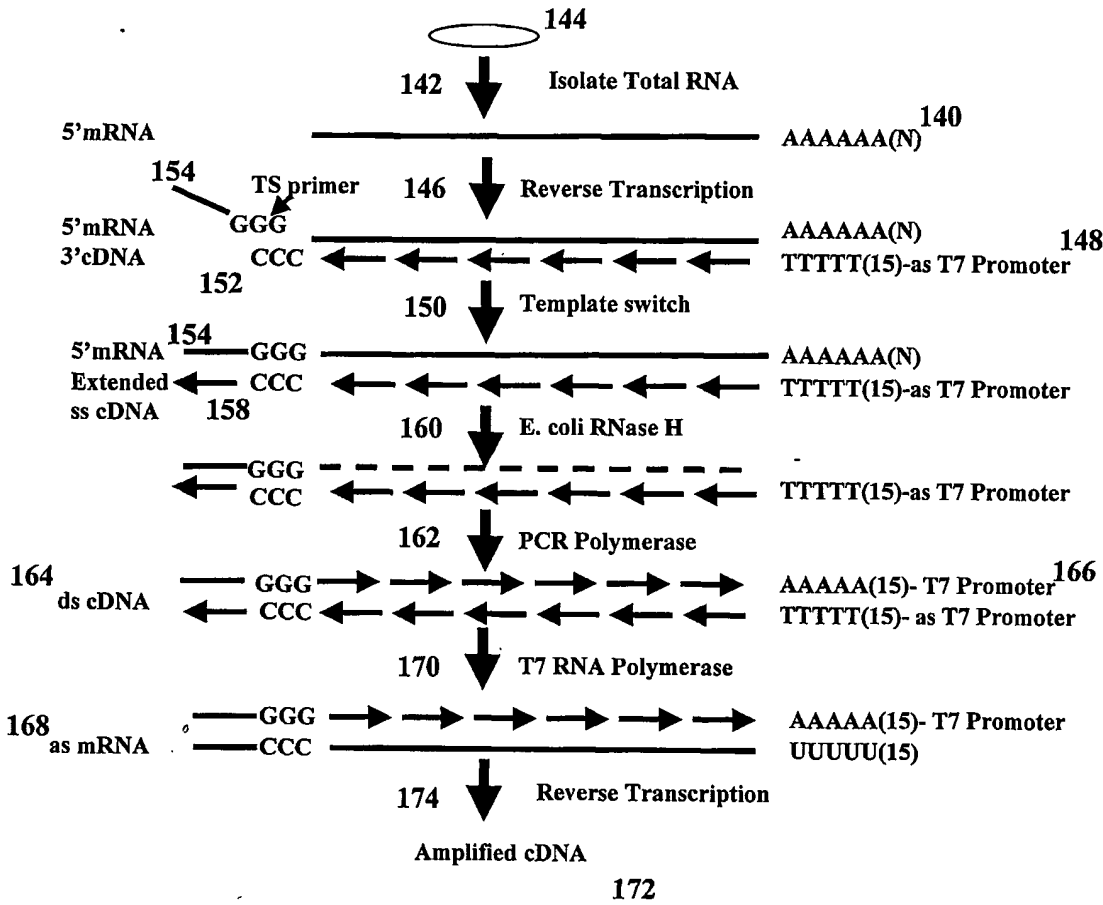 144
142 Isolate Total RNA
5'mRNA AAAAAA(N) 140
154 TS primer 146 Reverse Transcription
GGG
5'mRNA AAAAAA(N)
3'cDNA CCC TTTTT(15)-as T7 Promoter 148
152
150 Template switch
154
5'mRNA GGG AAAAAA(N)
Extended CCC TTTTT(15)-as T7 Promoter
ss cDNA 158
160 E. coli RNase H
GGG
CCC TTTTT(15)-as T7 Promoter
162 PCR Polymerase
164 GGG AAAAA(15)- T7 Promoter 166
ds cDNA CCC TTTTT(15)- as T7 Promoter
170 T7 RNA Polymerase
168 GGG AAAAA(15)- T7 Promoter
as mRNA CCC UUUUU(15)
174 Reverse Transcription
Amplified cDNA
172